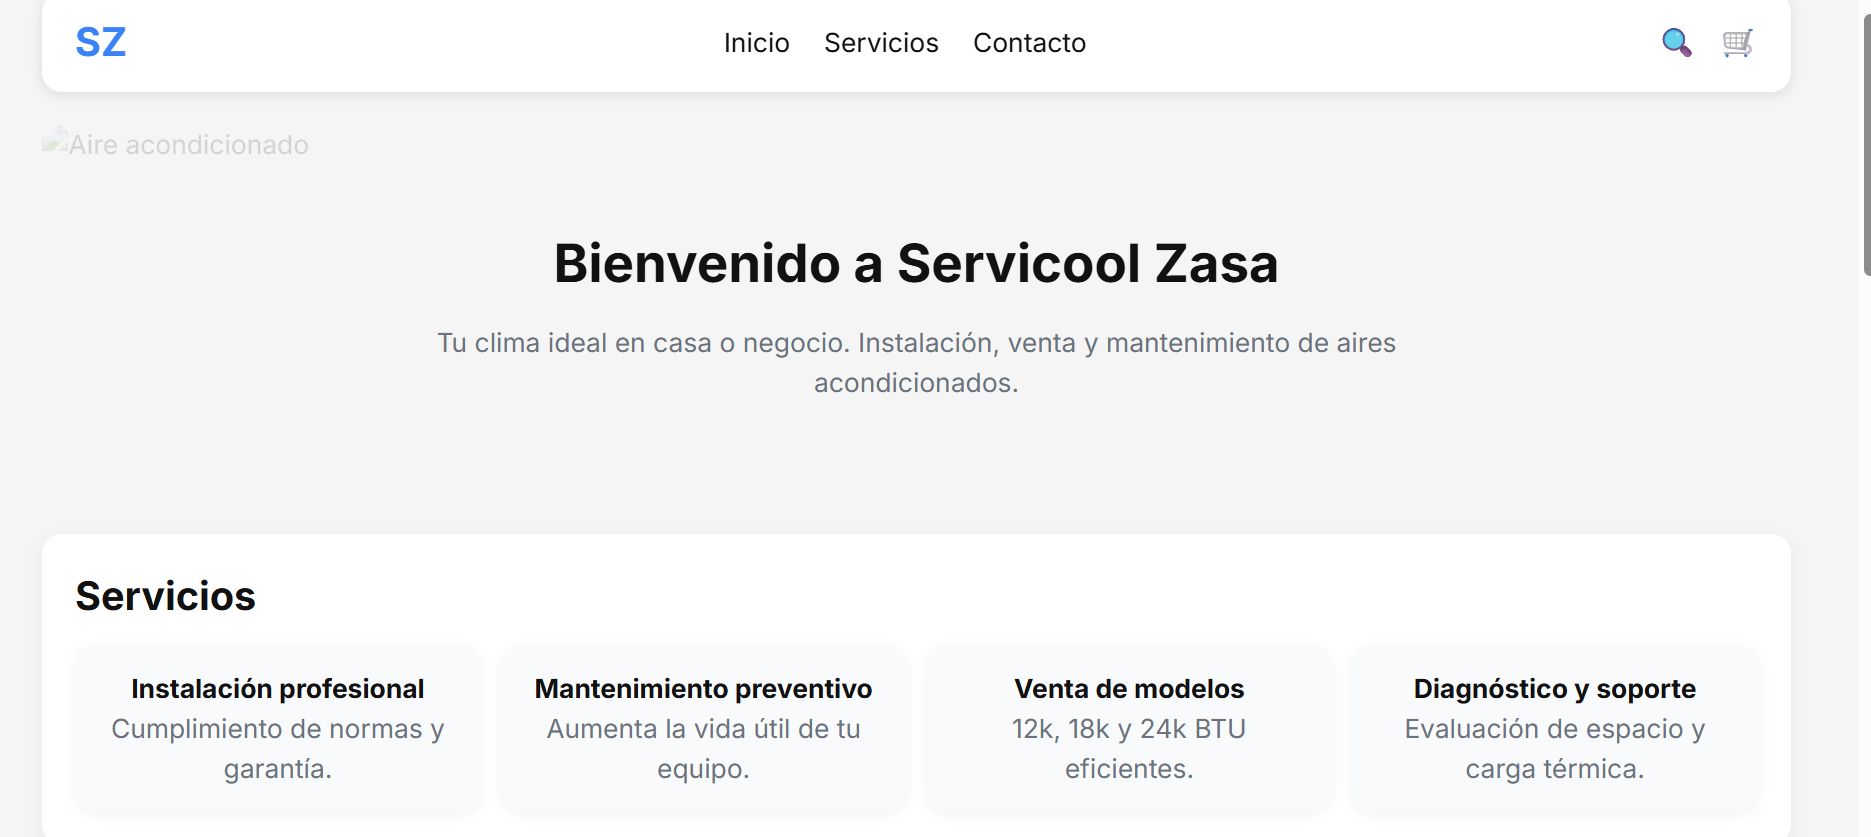 SZ
Inicio Servicios Contacto
Aire acondicionado
Bienvenido a Servicool Zasa
Tu clima ideal en casa o negocio. Instalación, venta y mantenimiento de aires
acondicionados.
Servicios
Instalación profesional
Cumplimiento de normas y
garantía.
Mantenimiento preventivo
Aumenta la vida útil de tu
equipo.
Venta de modelos
12k, 18k y 24k BTU
eficientes.
Diagnóstico y soporte
Evaluación de espacio y
carga térmica.